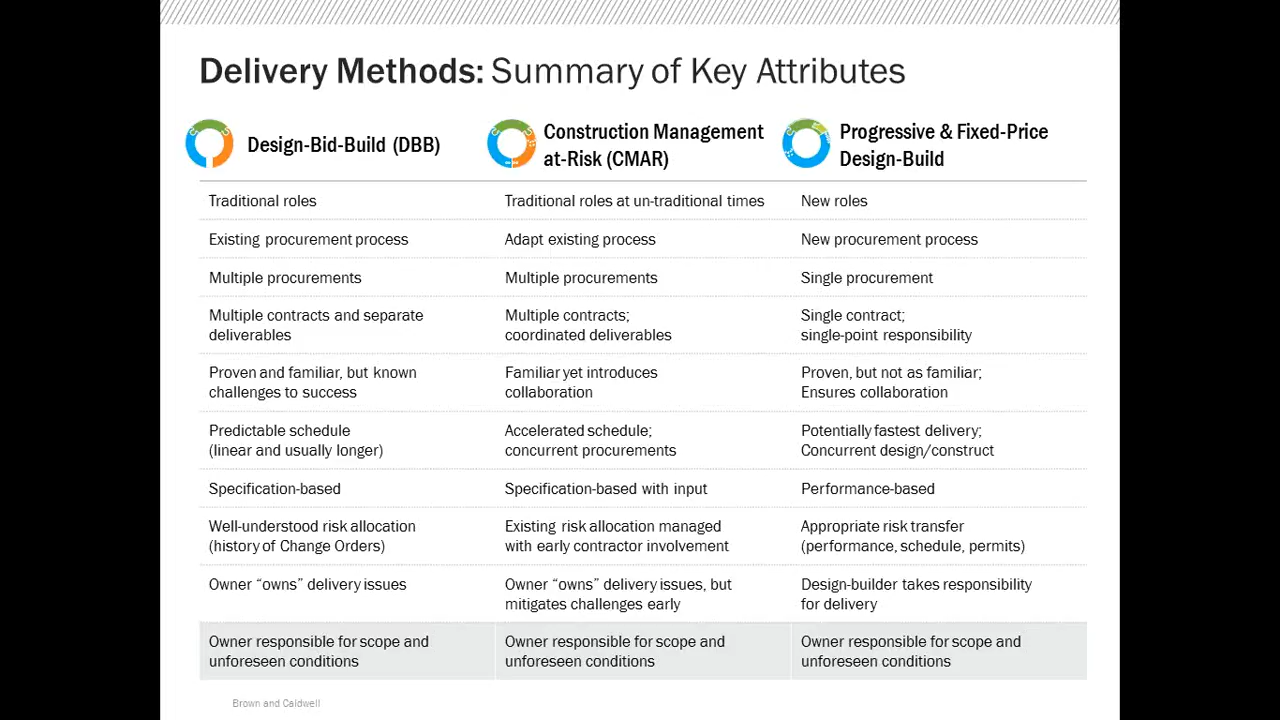 Delivery Methods: Summary of Key Attributes
Design-Bid-Build (DBB)
Construction Management
at-Risk (CMAR)
Progressive & Fixed-Price
Design-Build
Traditional roles
Traditional roles at un-traditional times
New roles
Existing procurement process
Adapt existing process
New procurement process
Multiple procurements
Multiple procurements
Single procurement
Multiple contracts and separate
deliverables
Multiple contracts;
coordinated deliverables
Single contract;
single-point responsibility
Proven and familiar, but known
challenges to success
Familiar yet introduces
collaboration
Proven, but not as familiar;
Ensures collaboration
Predictable schedule
(linear and usually longer)
Accelerated schedule;
concurrent procurements
Potentially fastest delivery;
Concurrent design/construct
Specification-based
Specification-based with input
Performance-based
Well-understood risk allocation
(history of Change Orders)
Existing risk allocation managed
with early contractor involvement
Appropriate risk transfer
(performance, schedule, permits)
Owner “owns” delivery issues
Owner “owns” delivery issues, but
mitigates challenges early
Design-builder takes responsibility
for delivery
Owner responsible for scope and
unforeseen conditions
Owner responsible for scope and
unforeseen conditions
Owner responsible for scope and
unforeseen conditions
Brown and Caldwell